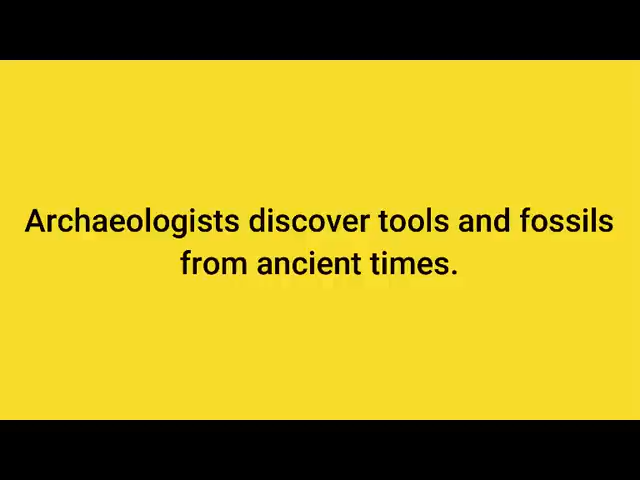 Archaeologists discover tools and fossils
from ancient times.